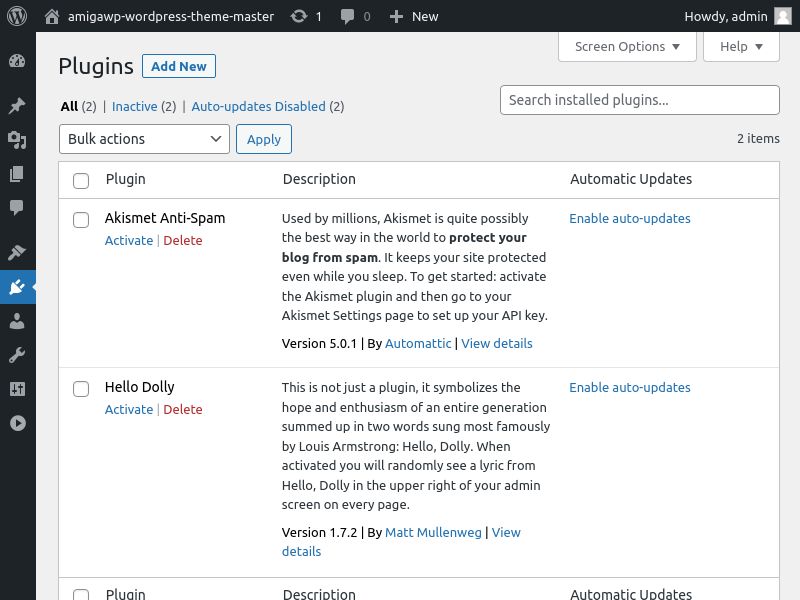 amigawp-wordpress-theme-master 1 0 New Howdy, admin
Screen Options Help
Plugins Add New
All (2) | Inactive (2) | Auto-updates Disabled (2)
Search installed plugins...
Bulk actions Apply 2 items
Plugin Description Automatic Updates
Akismet Anti-Spam
Activate | Delete
Used by millions, Akismet is quite possibly
the best way in the world to protect your
blog from spam. It keeps your site protected
even while you sleep. To get started: activate
the Akismet plugin and then go to your
Akismet Settings page to set up your API key.
Version 5.0.1 | By Automattic | View details
Enable auto-updates
Hello Dolly
Activate | Delete
This is not just a plugin, it symbolizes the
hope and enthusiasm of an entire generation
summed up in two words sung most famously
by Louis Armstrong: Hello, Dolly. When
activated you will randomly see a lyric from
Hello, Dolly in the upper right of your admin
screen on every page.
Version 1.7.2 | By Matt Mullenweg | View
details
Enable auto-updates
Plugin Description Automatic Updates